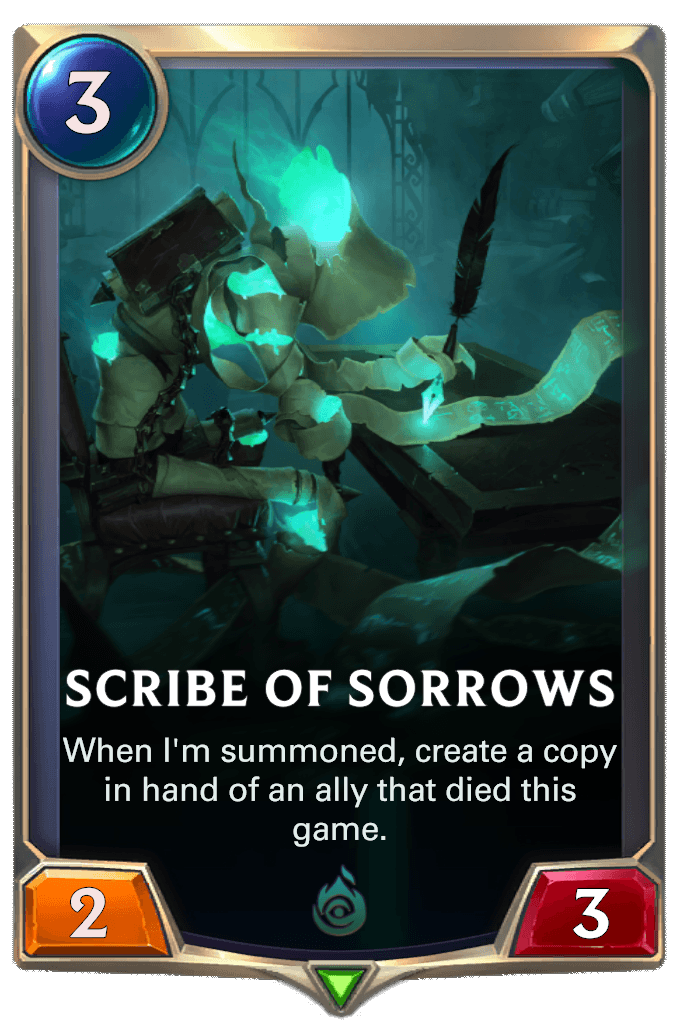 3
SCRIBE OF SORROWS
When I'm summoned, create a copy
in hand of an ally that died this
game.
2
3